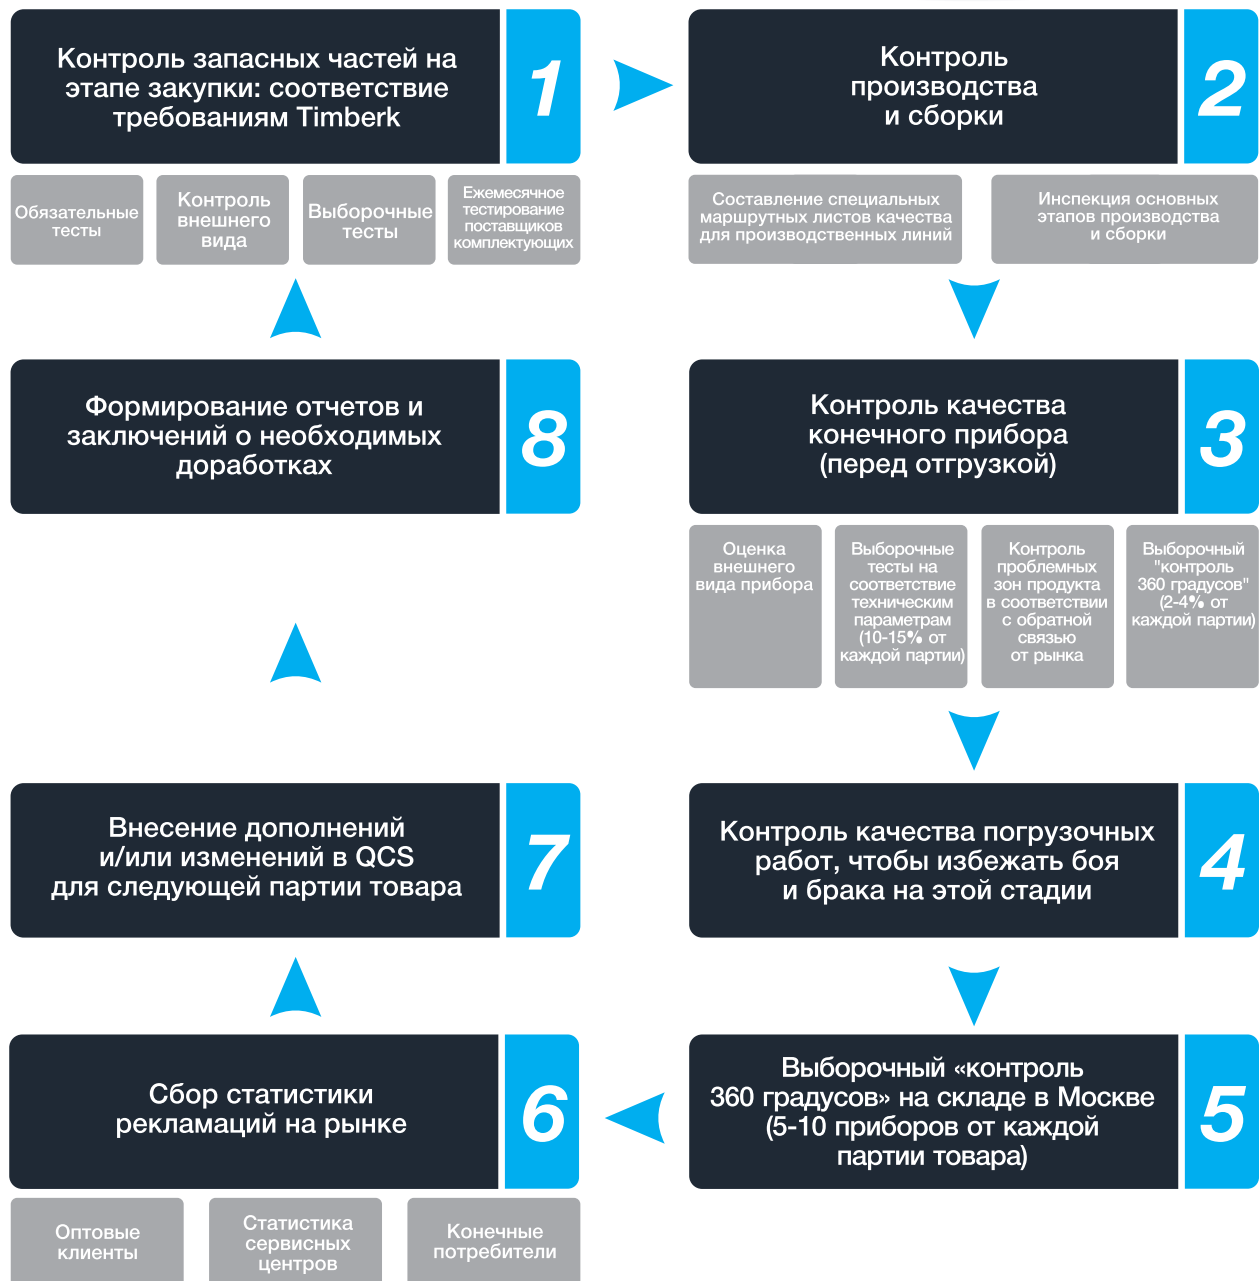 Контроль запасных частей на
этапе закупки: соответствие
требованиям Timberk
1
Обязательные
тесты
Контроль
внешнего
вида
Выборочные
тесты
Ежемесячное
тестирование
поставщиков
комплектующих
Контроль
производства
и сборки
2
Составление специальных
маршрутных листов качества
для производственных линий
Инспекция основных
этапов производства
и сборки
Контроль качества
конечного прибора
(перед отгрузкой)
3
Оценка
внешнего
вида прибора
Выборочные
тесты на
соответствие
техническим
параметрам
(10-15% от
каждой партии)
Контроль
проблемных
зон продукта
в соответствии
с обратной
связью
от рынка
Выборочный
"контроль
360 градусов"
(2-4% от
каждой партии)
Контроль качества погрузочных
работ, чтобы избежать боя
и брака на этой стадии
4
Выборочный «контроль
360 градусов» на складе в Москве
(5-10 приборов от каждой
партии товара)
5
Сбор статистики
рекламаций на рынке
6
Оптовые
клиенты
Статистика
сервисных
центров
Конечные
потребители
Внесение дополнений
и/или изменений в QCS
для следующей партии товара
7
Формирование отчетов и
заключений о необходимых
доработках
8